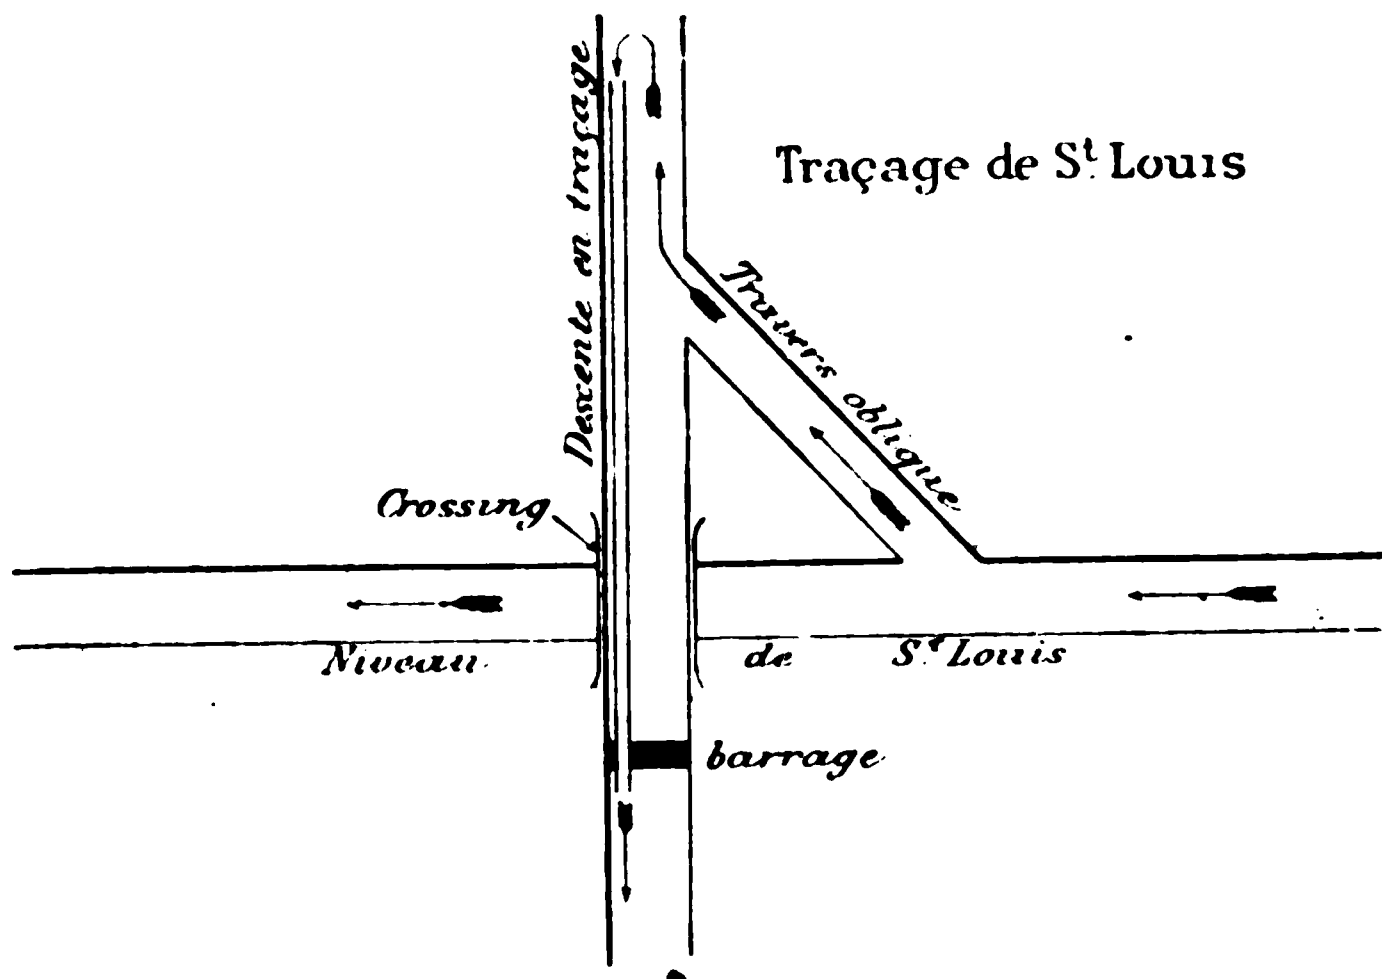 Traçage de St. Louis
Descente en traçage
Travers oblique
Crossing
Niveau de St. Louis
barrage